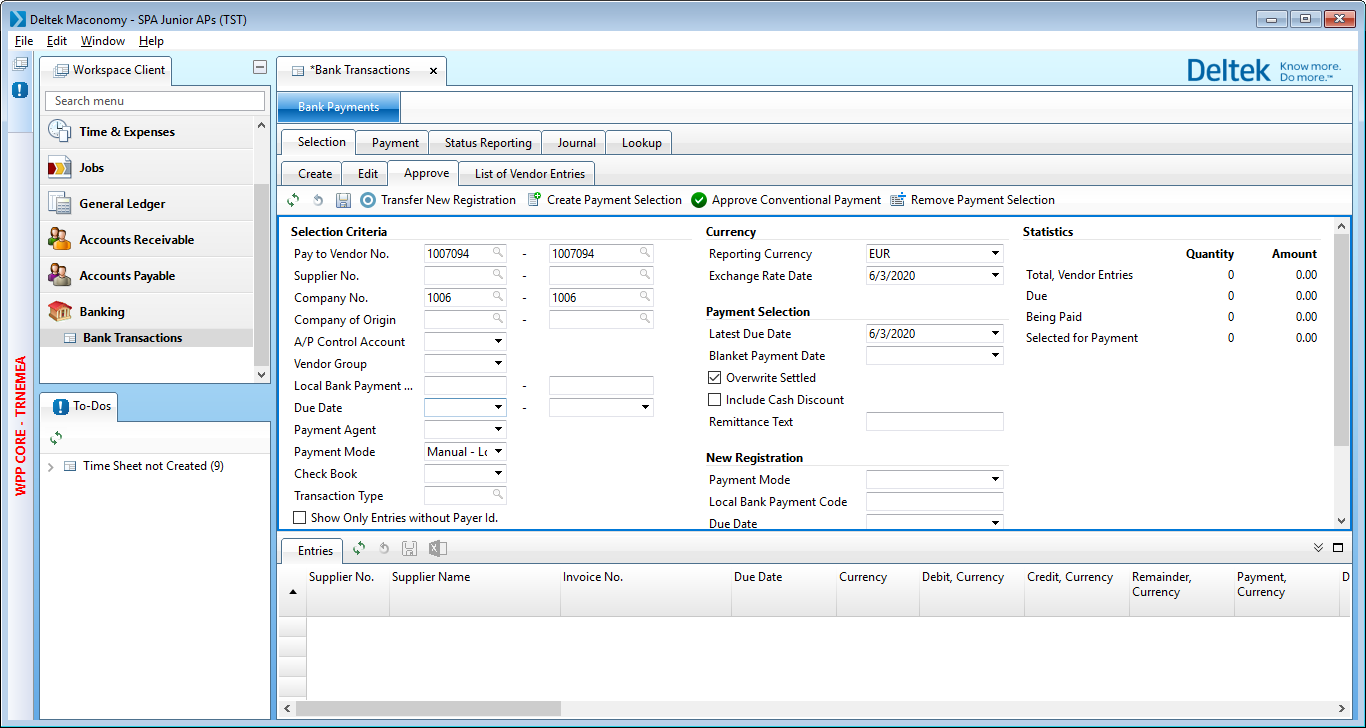 Deltek Maconomy - SPA Junior APs (TST)
File Edit Window Help
Workspace Client
Search menu
Time & Expenses
Jobs
General Ledger
Accounts Receivable
Accounts Payable
Banking
Bank Transactions
To-Dos
Time Sheet not Created (9)
WPP CORE - TRNEMEA
*Bank Transactions x
Deltek Know more.
Do more.™
Bank Payments
Selection Payment Status Reporting Journal Lookup
Create Edit Approve List of Vendor Entries
Transfer New Registration Create Payment Selection Approve Conventional Payment Remove Payment Selection
Selection Criteria
Pay to Vendor No. 1007094 - 1007094
Supplier No. -
Company No. 1006 - 1006
Company of Origin -
A/P Control Account
Vendor Group
Local Bank Payment ... -
Due Date -
Payment Agent
Payment Mode Manual - Lo
Check Book
Transaction Type
Show Only Entries without Payer Id.
Currency
Reporting Currency EUR
Exchange Rate Date 6/3/2020
Payment Selection
Latest Due Date 6/3/2020
Blanket Payment Date
Overwrite Settled
Include Cash Discount
Remittance Text
New Registration
Payment Mode
Local Bank Payment Code
Due Date
Statistics
Quantity Amount
Total, Vendor Entries 0 0.00
Due 0 0.00
Being Paid 0 0.00
Selected for Payment 0 0.00
Entries
Supplier No. Supplier Name Invoice No. Due Date Currency Debit, Currency Credit, Currency Remainder, Currency Payment, Currency D